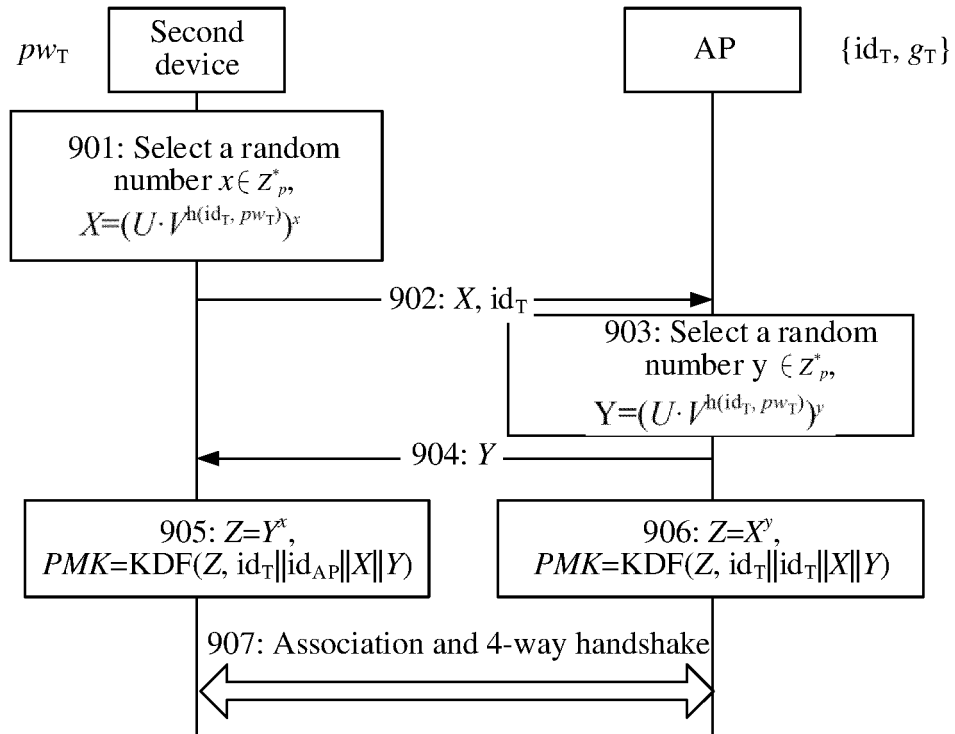 pw_T
Second
device
AP
{id_T, g_T}
901: Select a random
number x∈ Z*_p,
X=(U·V^h(id_T, pw_T))^x
902: X, id_T
903: Select a random
number y ∈ Z*_p,
Y=(U·V^h(id_T, pw_T))^y
904: Y
905: Z=Y^x,
PMK=KDF(Z, id_T||id_AP||X||Y)
906: Z=X^y,
PMK=KDF(Z, id_T||id_T||X||Y)
907: Association and 4-way handshake